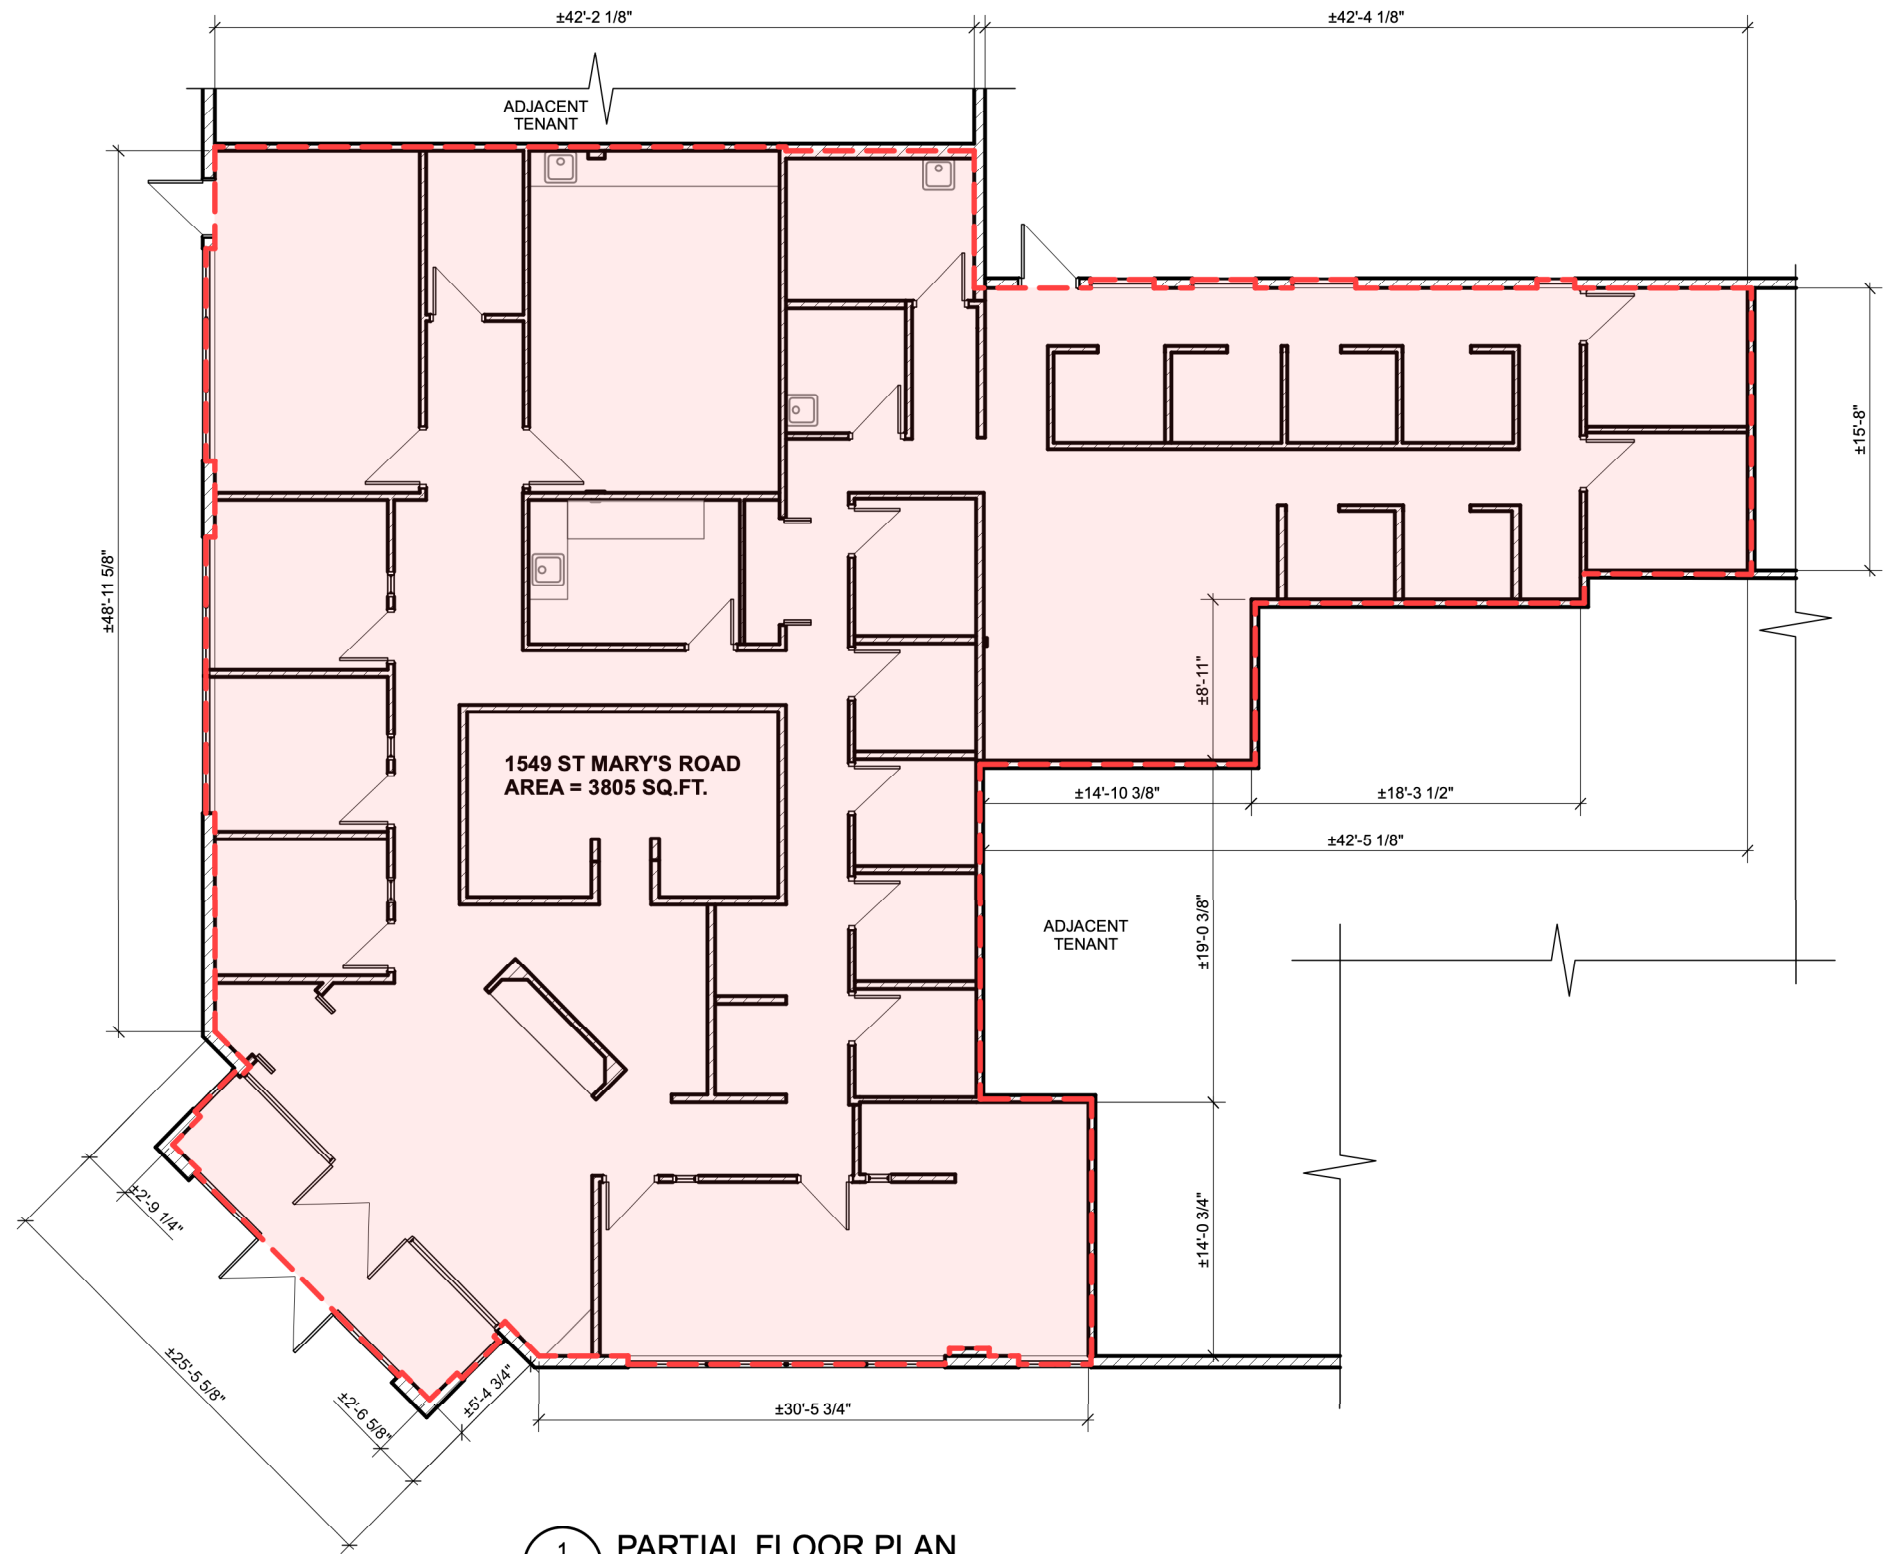 ±42'-2 1/8"
±42'-4 1/8"
ADJACENT
TENANT
±48'-11 5/8"
±15'-8"
±8'-11"
1549 ST MARY'S ROAD
AREA = 3805 SQ.FT.
±14'-10 3/8"
±18'-3 1/2"
±42'-5 1/8"
ADJACENT
TENANT
±19'-0 3/8"
±14'-0 3/4"
±2'-9 1/4"
±25'-5 5/8"
±2'-6 5/8"
±5'-4 3/4"
±30'-5 3/4"
1
PARTIAL FLOOR PLAN